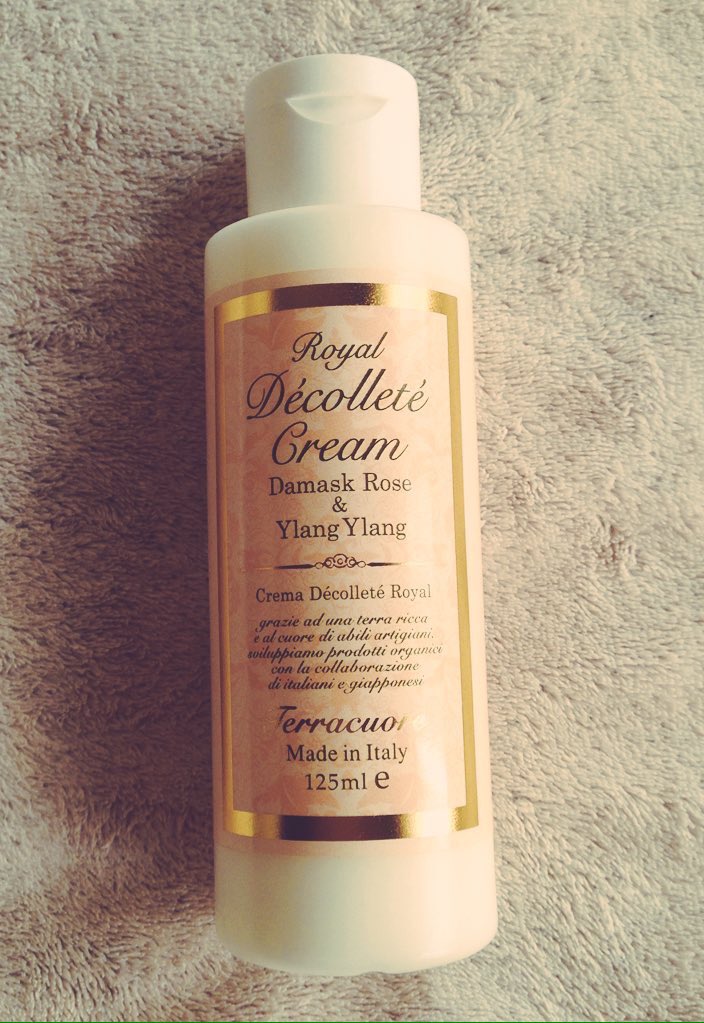 Royal
Décolleté
Cream
Damask Rose
&
Ylang Ylang
Crema Décolleté Royal
grazie ad una terra ricca
e al cuore di abili artigiani.
sviluppiamo prodotti organici
con la collaborazione
di italiani e giapponesi
Terracuore
Made in Italy
125ml e